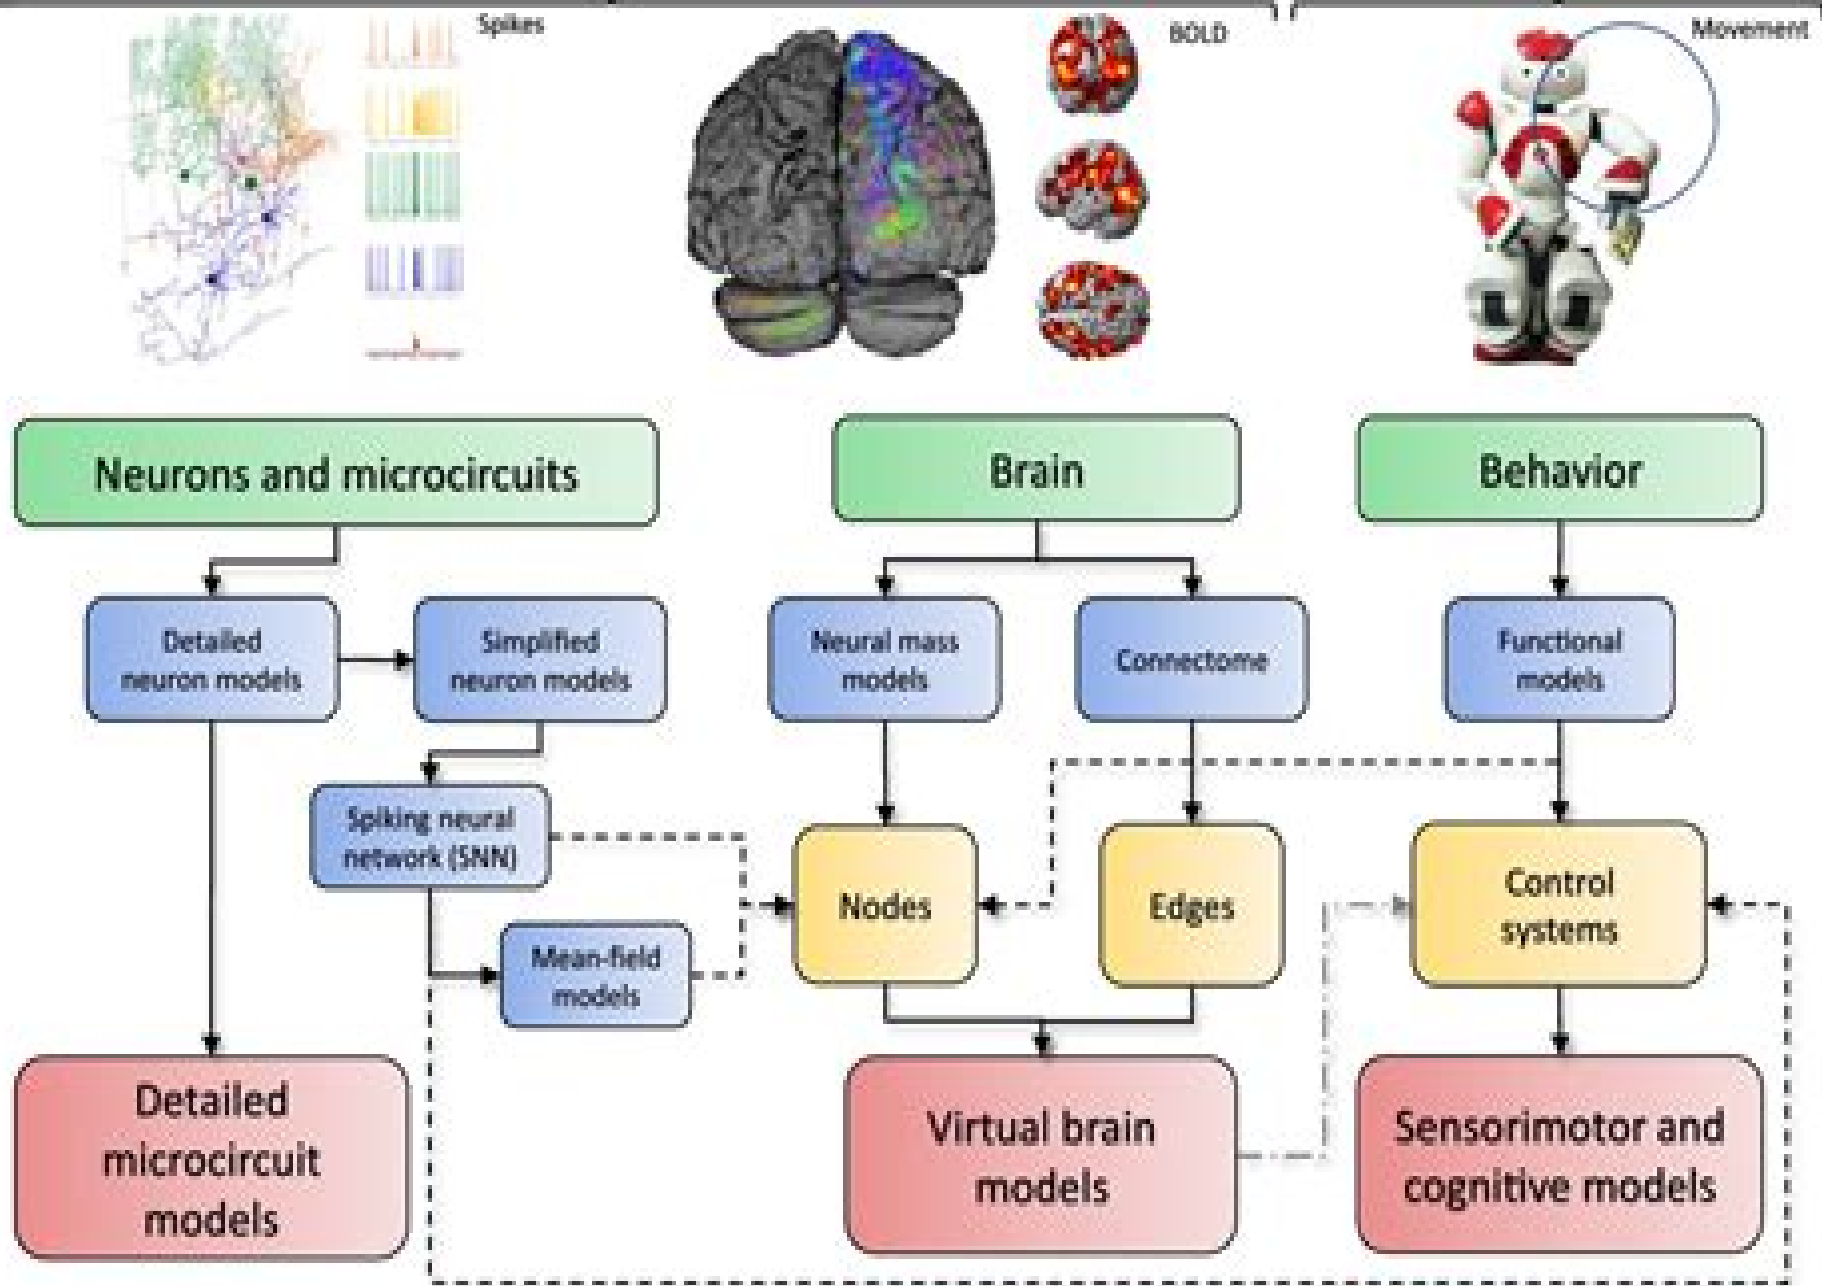 Spikes
BOLD
Movement
Neurons and microcircuits
Brain
Behavior
Detailed
neuron models
Simplified
neuron models
Neural mass
models
Connectome
Functional
models
Spiking neural
network (SNN)
Mean-field
models
Nodes
Edges
Control
systems
Detailed
microcircuit
models
Virtual brain
models
Sensorimotor and
cognitive models